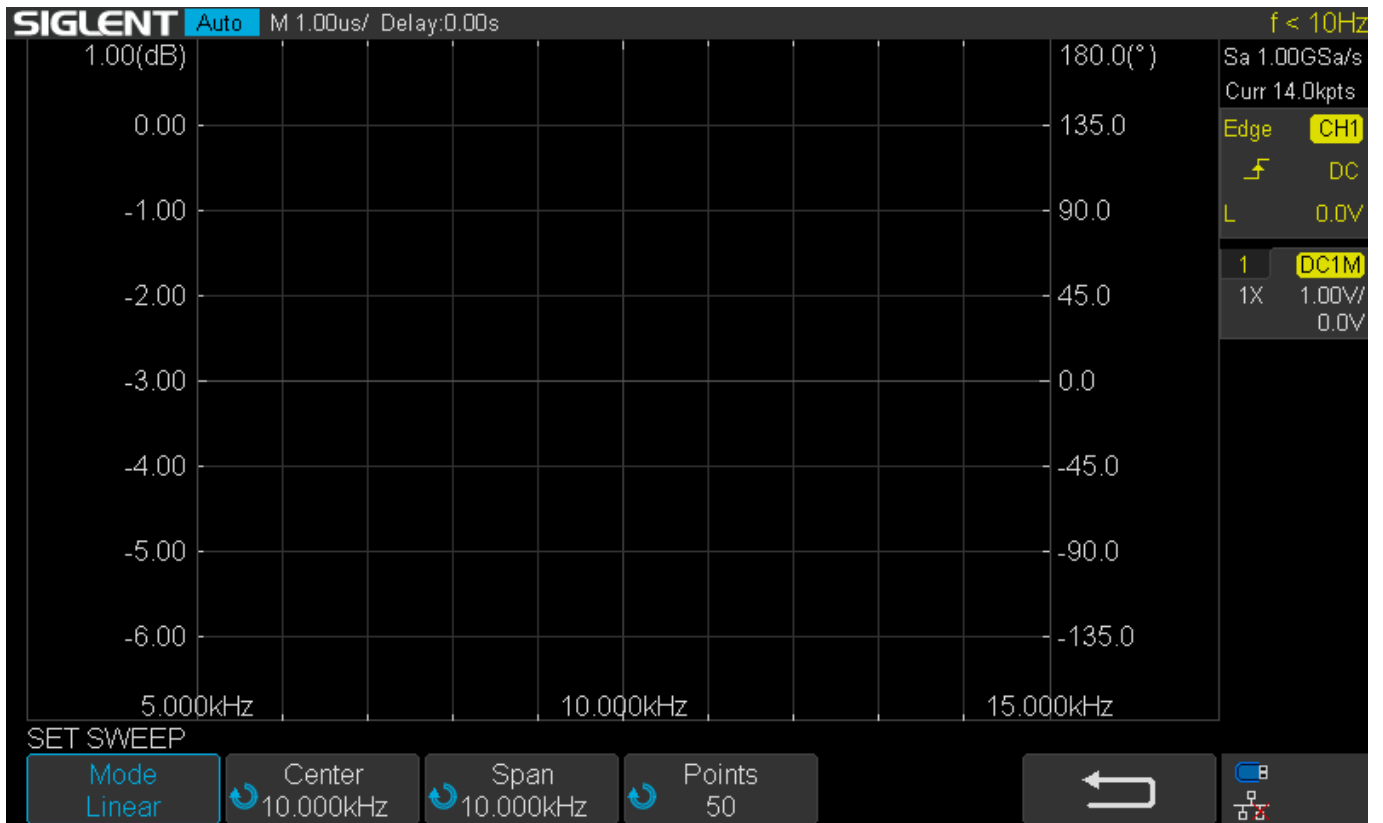 SIGLENT Auto M 1.00us/ Delay:0.00s f < 10Hz
1.00(dB) 180.0(°) Sa 1.00GSa/s
Curr 14.0kpts
0.00 135.0 Edge CH1
DC
-1.00 90.0 L 0.0V
1 DC1M
-2.00 45.0 1X 1.00V/
0.0V
-3.00 0.0
-4.00 -45.0
-5.00 -90.0
-6.00 -135.0
5.000kHz 10.000kHz 15.000kHz
SET SWEEP
Mode Center Span Points
Linear 10.000kHz 10.000kHz 50